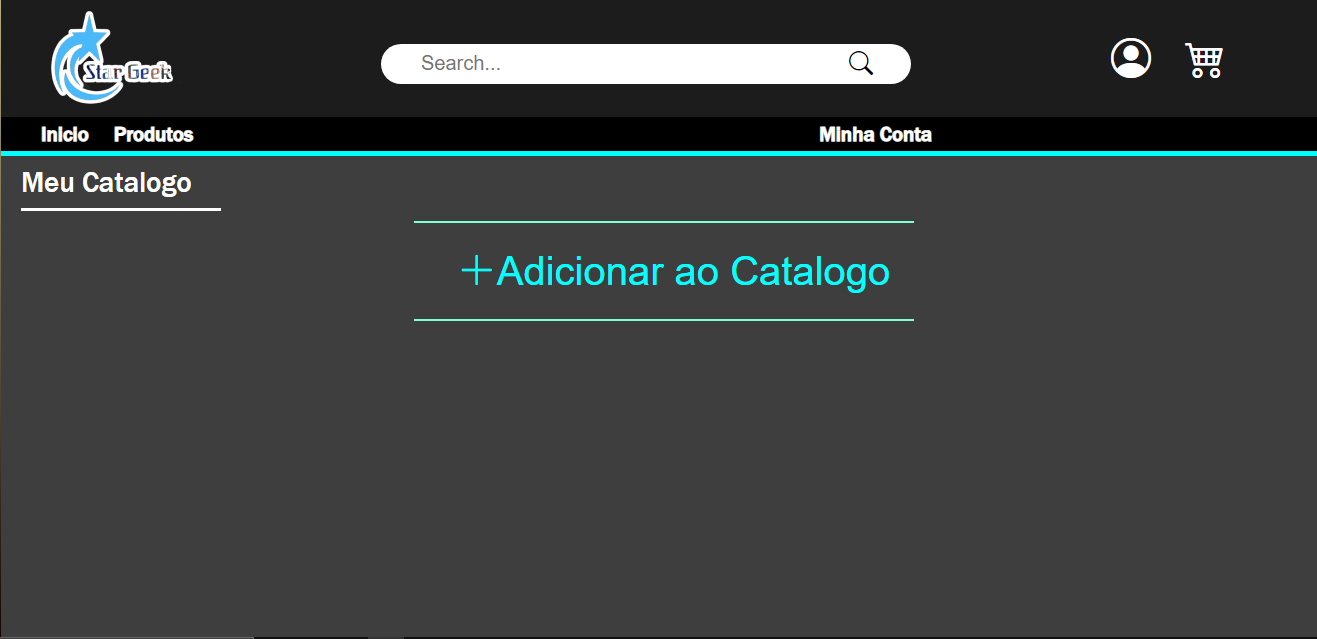 Star Geek
Search...
Inicio Produtos Minha Conta
Meu Catalogo
+Adicionar ao Catalogo